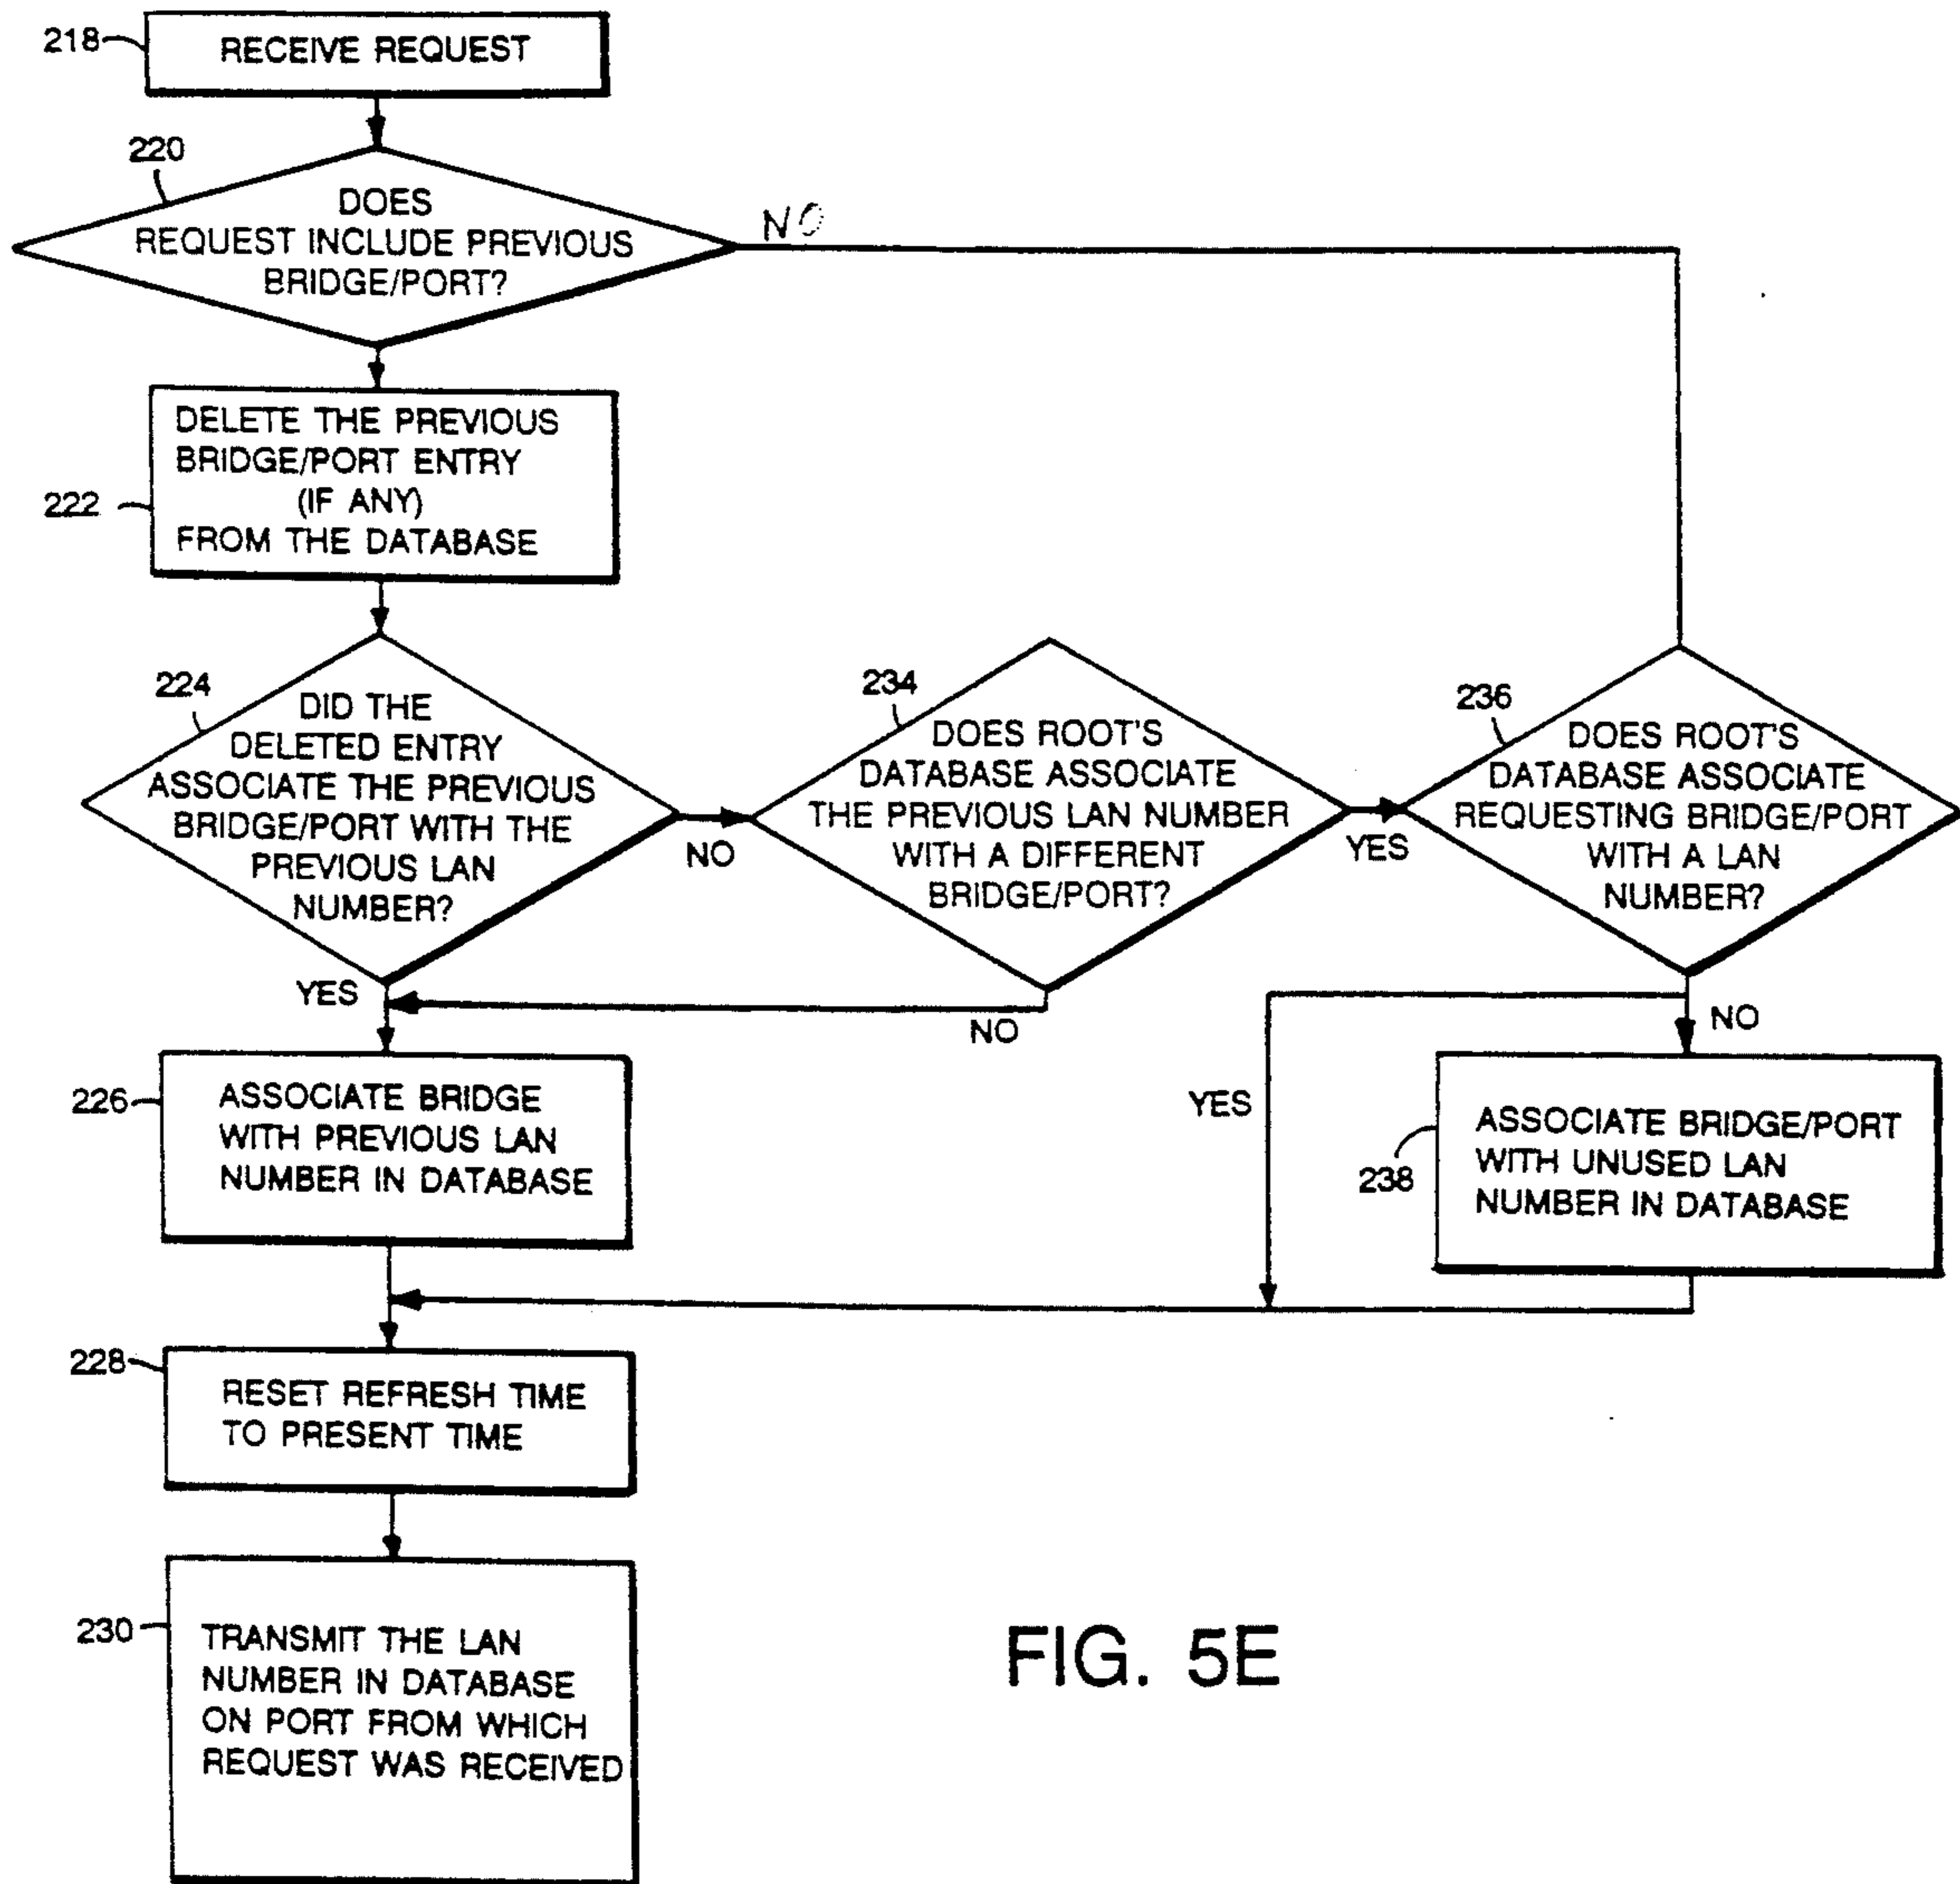 218
RECEIVE REQUEST
220
DOES
REQUEST INCLUDE PREVIOUS
BRIDGE/PORT?
NO
222
DELETE THE PREVIOUS
BRIDGE/PORT ENTRY
(IF ANY)
FROM THE DATABASE
224
DID THE
DELETED ENTRY
ASSOCIATE THE PREVIOUS
BRIDGE/PORT WITH THE
PREVIOUS LAN
NUMBER?
NO
YES
234
DOES ROOT'S
DATABASE ASSOCIATE
THE PREVIOUS LAN NUMBER
WITH A DIFFERENT
BRIDGE/PORT?
YES
NO
236
DOES ROOT'S
DATABASE ASSOCIATE
REQUESTING BRIDGE/PORT
WITH A LAN
NUMBER?
NO
YES
226
ASSOCIATE BRIDGE
WITH PREVIOUS LAN
NUMBER IN DATABASE
238
ASSOCIATE BRIDGE/PORT
WITH UNUSED LAN
NUMBER IN DATABASE
228
RESET REFRESH TIME
TO PRESENT TIME
230
TRANSMIT THE LAN
NUMBER IN DATABASE
ON PORT FROM WHICH
REQUEST WAS RECEIVED
FIG. 5E